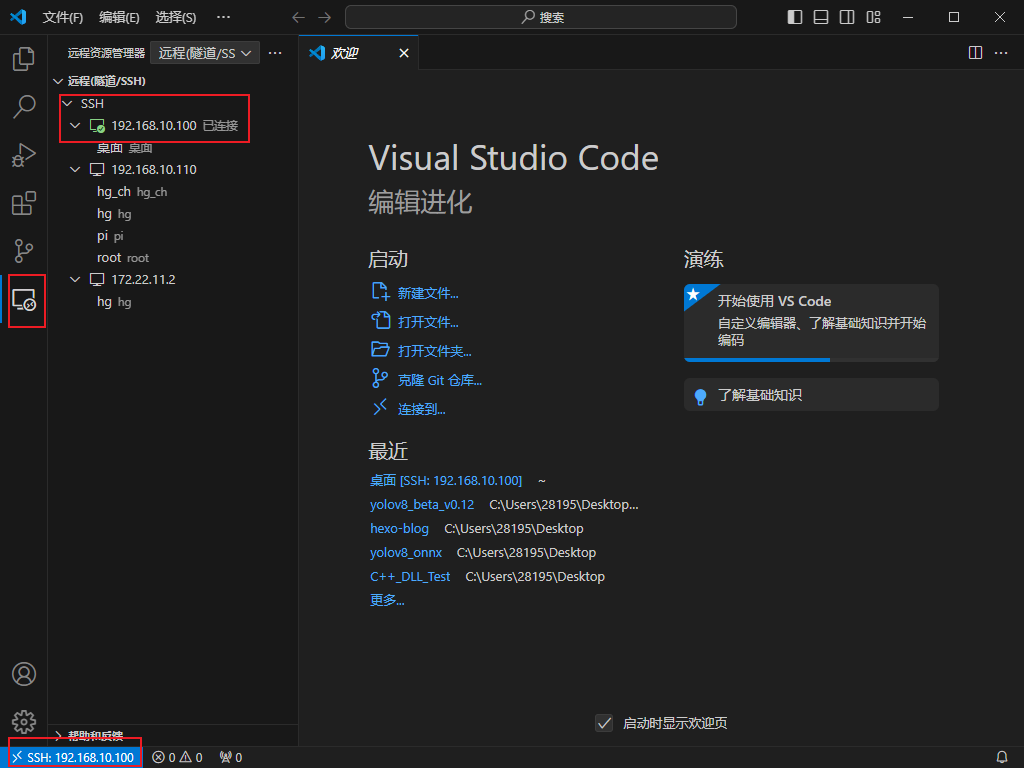 文件(F) 编辑(E) 选择(S) ··· 搜索
远程资源管理器 远程(隧道/SS ···
欢迎
远程(隧道/SSH)
SSH
192.168.10.100 已连接
桌面 桌面
192.168.10.110
hg_ch hg_ch
hg hg
pi pi
root root
172.22.11.2
hg hg
Visual Studio Code
编辑进化
启动
新建文件...
打开文件...
打开文件夹...
克隆 Git 仓库...
连接到...
最近
桌面 [SSH: 192.168.10.100] ~
yolov8_beta_v0.12 C:\Users\28195\Desktop...
hexo-blog C:\Users\28195\Desktop
yolov8_onnx C:\Users\28195\Desktop
C++_DLL_Test C:\Users\28195\Desktop
更多...
演练
开始使用 VS Code
自定义编辑器、了解基础知识并开始
编码
了解基础知识
启动时显示欢迎页
帮助和反馈
SSH: 192.168.10.100 0 0 0